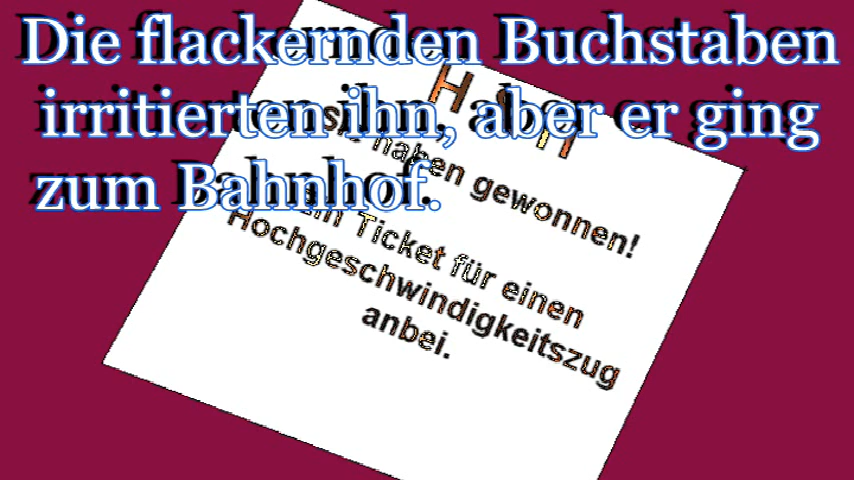 Die flackernden Buchstaben
irritierten ihn, aber er ging
zum Bahnhof.
haben gewonnen!
Ticket für einen
Hochgeschwindigkeitszug
anbei.